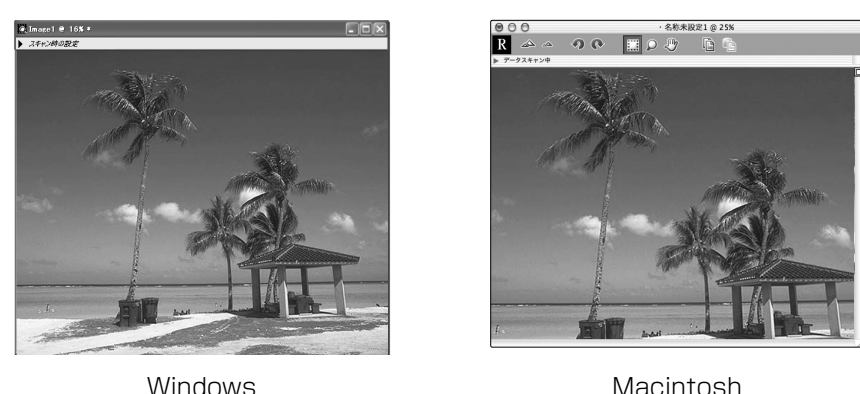 Image1 @ 16% *
スキャン時の設定
名称未設定1 @ 25%
R
データスキャン中
Windows
Macintosh